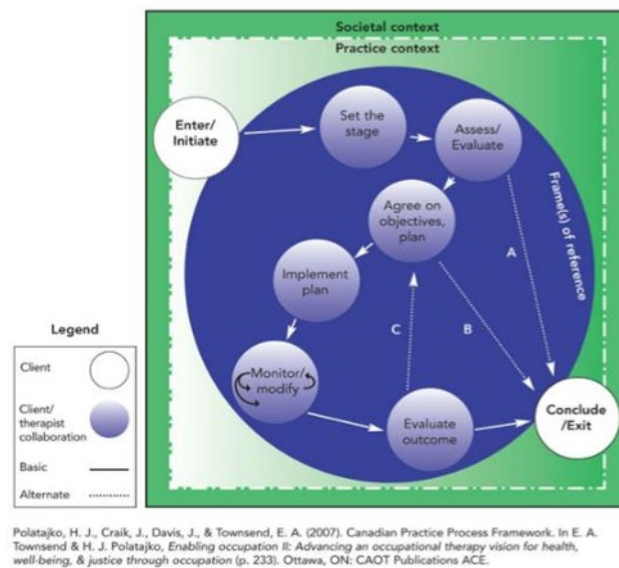 Societal context
Practice context
Enter/
Initiate
Set the
stage
Assess/
Evaluate
Agree on
objectives,
plan
Frame(s) of reference
A
Implement
plan
C
B
Legend
Client
Client/
therapist
collaboration
Basic
Alternate
Monitor/
modify
Evaluate
outcome
Conclude
/Exit
Polatajko, H. J., Craik, J., Davis, J., & Townsend, E. A. (2007). Canadian Practice Process Framework. In E. A.
Townsend & H. J. Polatajko, Enabling occupation II: Advancing an occupational therapy vision for health,
well-being, & justice through occupation (p. 233). Ottawa, ON: CAOT Publications ACE.